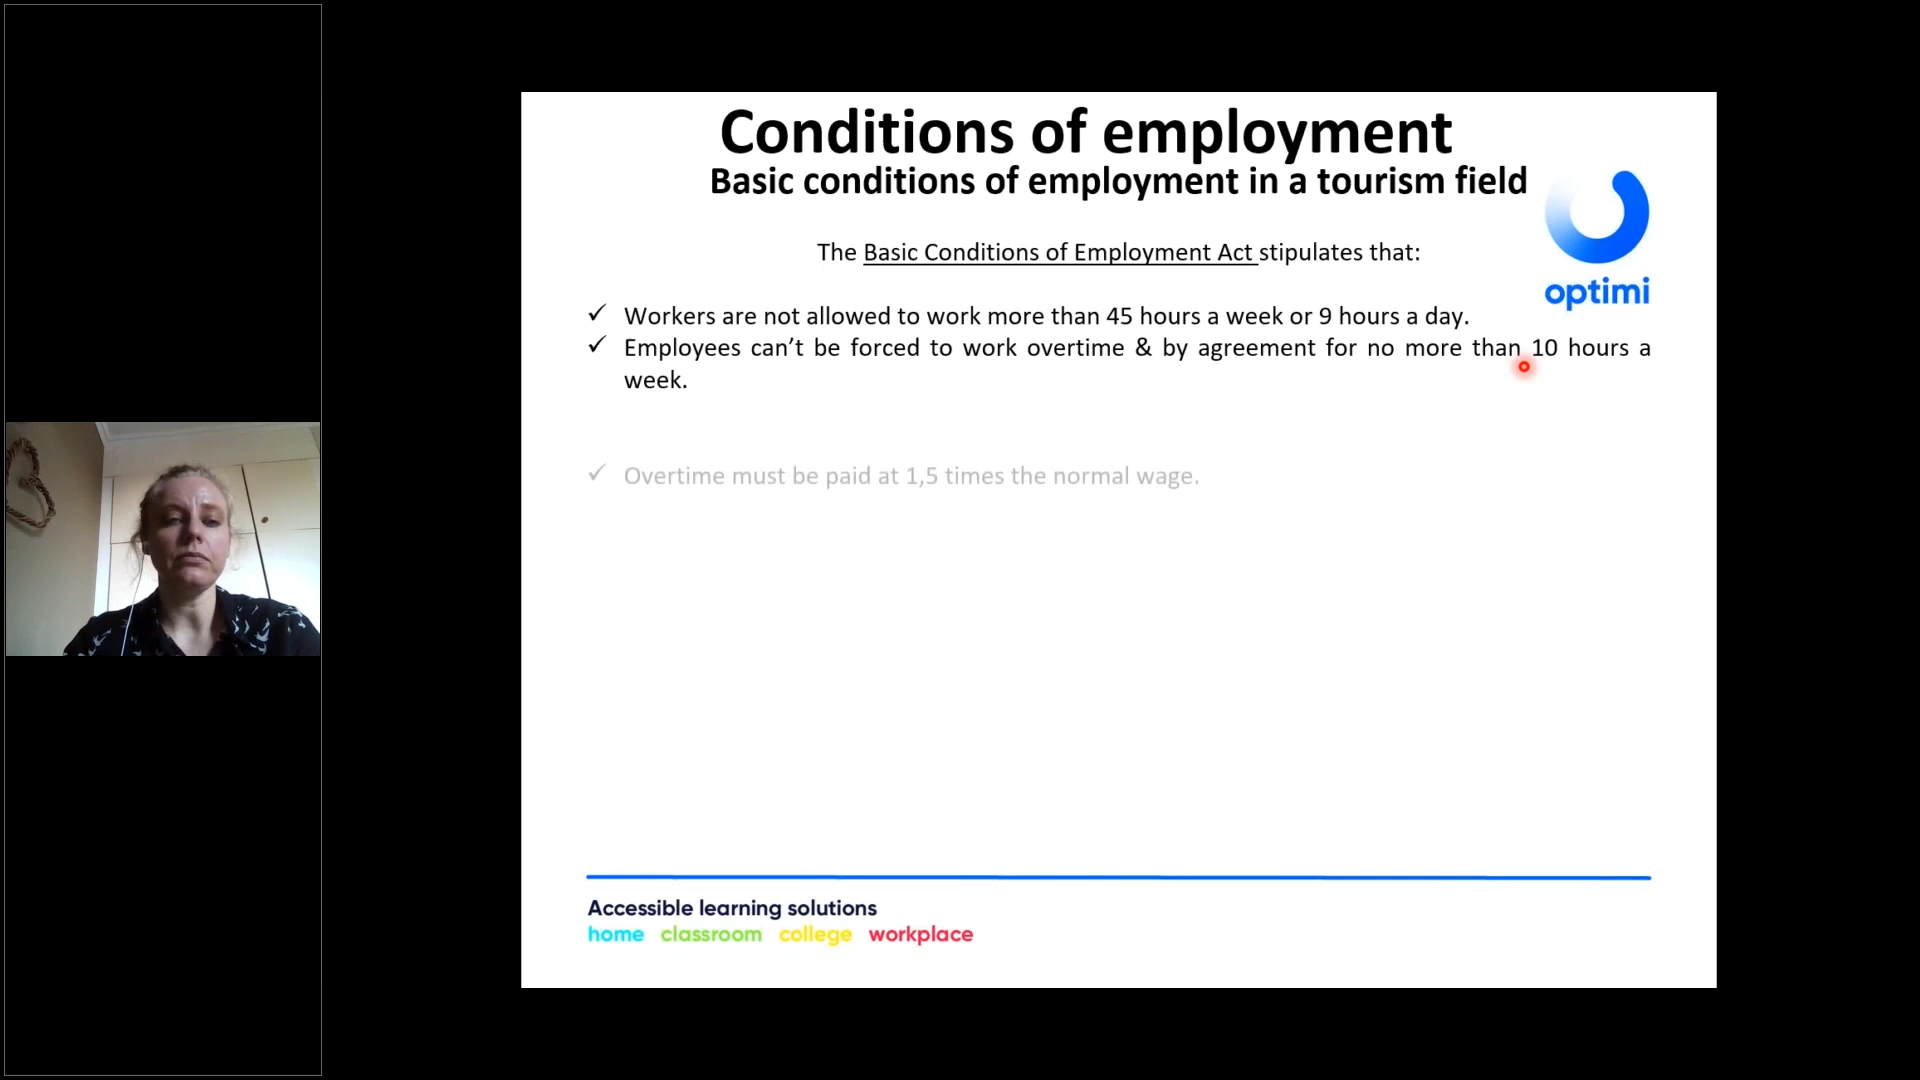 Conditions of employment
Basic conditions of employment in a tourism field
optimi
The Basic Conditions of Employment Act stipulates that:
✓ Workers are not allowed to work more than 45 hours a week or 9 hours a day.
✓ Employees can’t be forced to work overtime & by agreement for no more than 10 hours a
week.
✓ Overtime must be paid at 1,5 times the normal wage.
Accessible learning solutions
home classroom college workplace